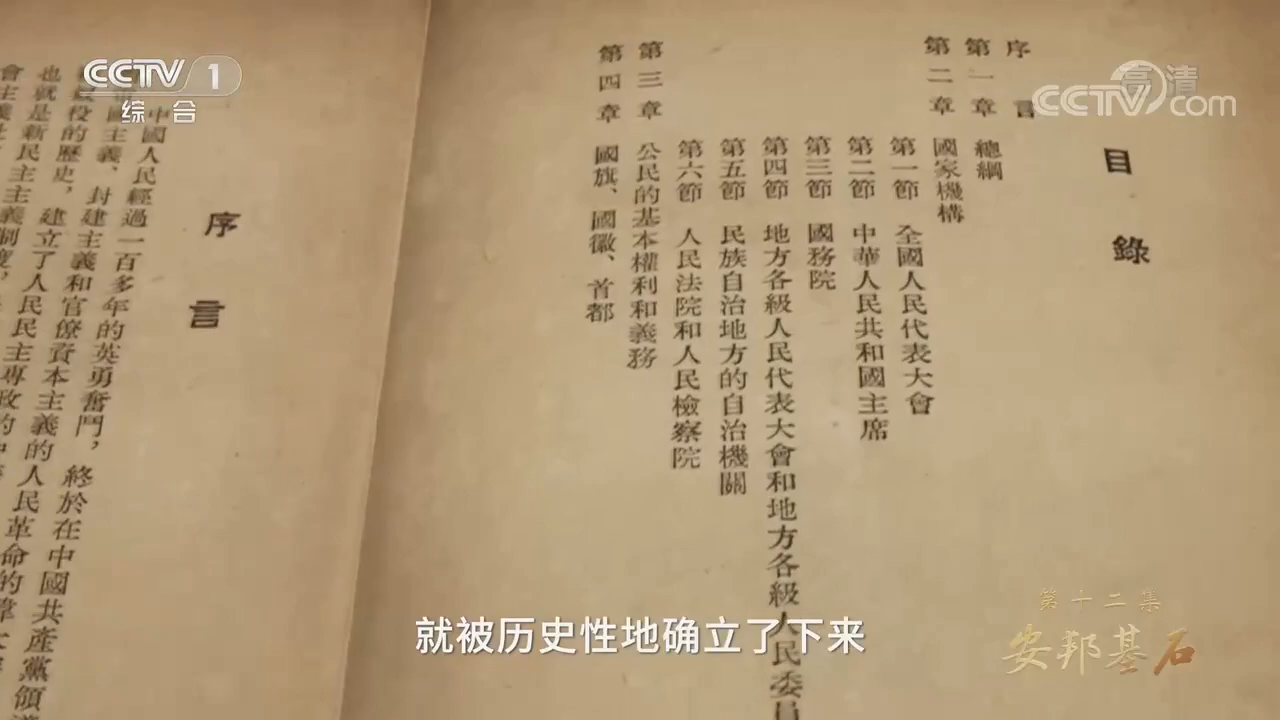 CCTV 1
综合
高清
CCTV com
目錄
序言
第一章 總綱
第二章 國家機構
第一節 全國人民代表大會
第二節 中華人民共和國主席
第三節 國務院
第四節 地方各級人民代表大會和地方各級人民委員
第五節 民族自治地方的自治機關
第六節 人民法院和人民檢察院
第三章 公民的基本權利和義務
第四章 國旗、國徽、首都
序言
中國人民經過一百多年的英勇奮鬥,終於在中國共產黨領導
國主義、封建主義和官僚資本主義的人民革命的偉大
役的歷史,建立了人民民主專政的中
也就是新民主主義制度,
會主義社
就被历史性地确立了下来
第十二集
安邦基石